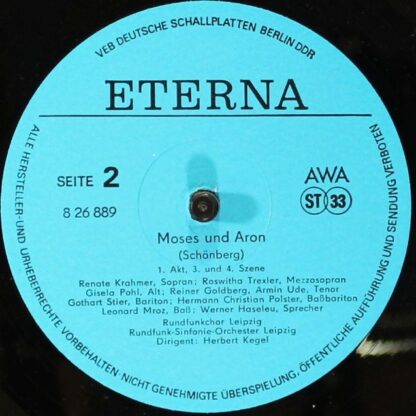 VEB DEUTSCHE SCHALLPLATTEN BERLIN DDR
ETERNA
SEITE 2
8 26 889
AWA
ST 33
Moses und Aron
(Schönberg)
1. Akt, 3. und 4. Szene
Renate Krahmer, Sopran; Roswitha Trexler, Mezzosopran
Gisela Pohl, Alt; Reiner Goldberg, Armin Ude, Tenor
Gothart Stier, Bariton; Hermann Christian Polster, Baßbariton
Leonard Mroz, Baß; Werner Haseleu, Sprecher
Rundfunkchor Leipzig
Rundfunk-Sinfonie-Orchester Leipzig
Dirigent: Herbert Kegel
ALLE HERSTELLER- UND URHEBERRECHTE VORBEHALTEN · NICHT GENEHMIGTE ÜBERSPIELUNG, ÖFFENTLICHE AUFFÜHRUNG UND SENDUNG VERBOTEN